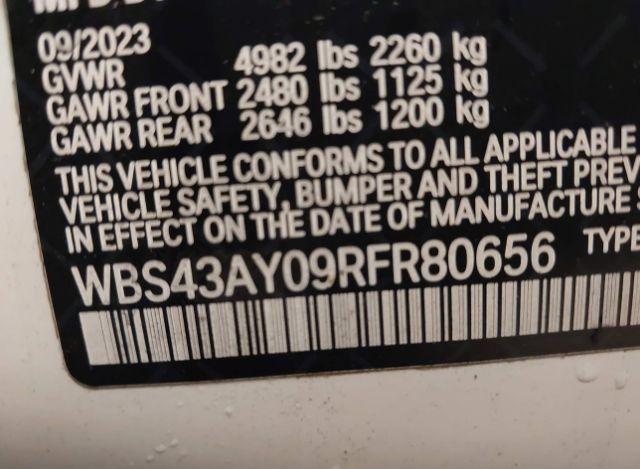 09/2023
GVWR 4982 lbs 2260 kg
GAWR FRONT 2480 lbs 1125 kg
GAWR REAR 2646 lbs 1200 kg
THIS VEHICLE CONFORMS TO ALL APPLICABLE
VEHICLE SAFETY, BUMPER AND THEFT PREV
IN EFFECT ON THE DATE OF MANUFACTURE S
WBS43AY09RFR80656 TYPE